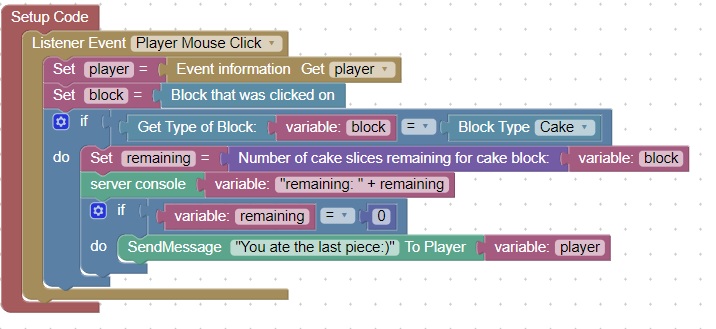 Setup Code
Listener Event Player Mouse Click
Set player = Event information Get player
Set block = Block that was clicked on
if Get Type of Block: variable: block = Block Type Cake
do Set remaining = Number of cake slices remaining for cake block: variable: block
server console variable: "remaining: " + remaining
if variable: remaining = 0
do SendMessage "You ate the last piece:)" To Player variable: player